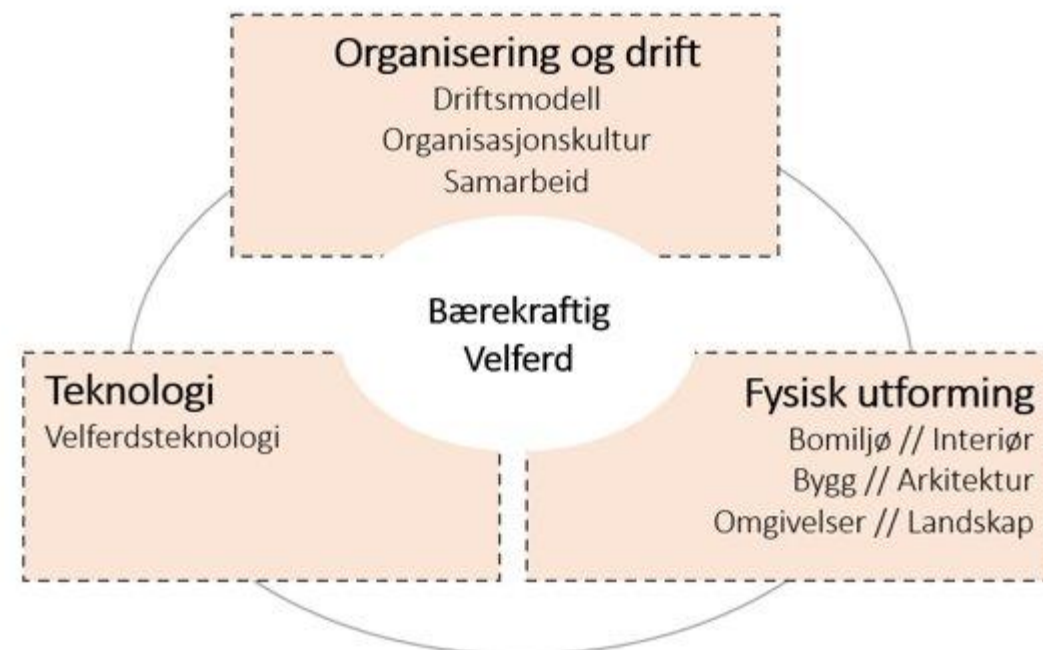 Organisering og drift
Driftsmodell
Organisasjonskultur
Samarbeid
Bærekraftig
Velferd
Teknologi
Velferdsteknologi
Fysisk utforming
Bomiljø // Interiør
Bygg // Arkitektur
Omgivelser // Landskap